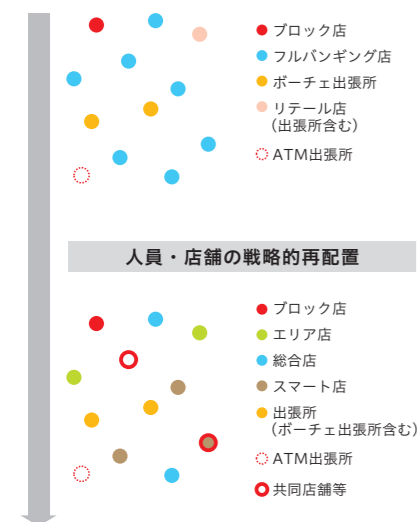 ブロック店
フルバンギング店
ボーチェ出張所
リテール店
(出張所含む)
ATM出張所
人員・店舗の戦略的再配置
ブロック店
エリア店
総合店
スマート店
出張所
(ボーチェ出張所含む)
ATM出張所
共同店舗等